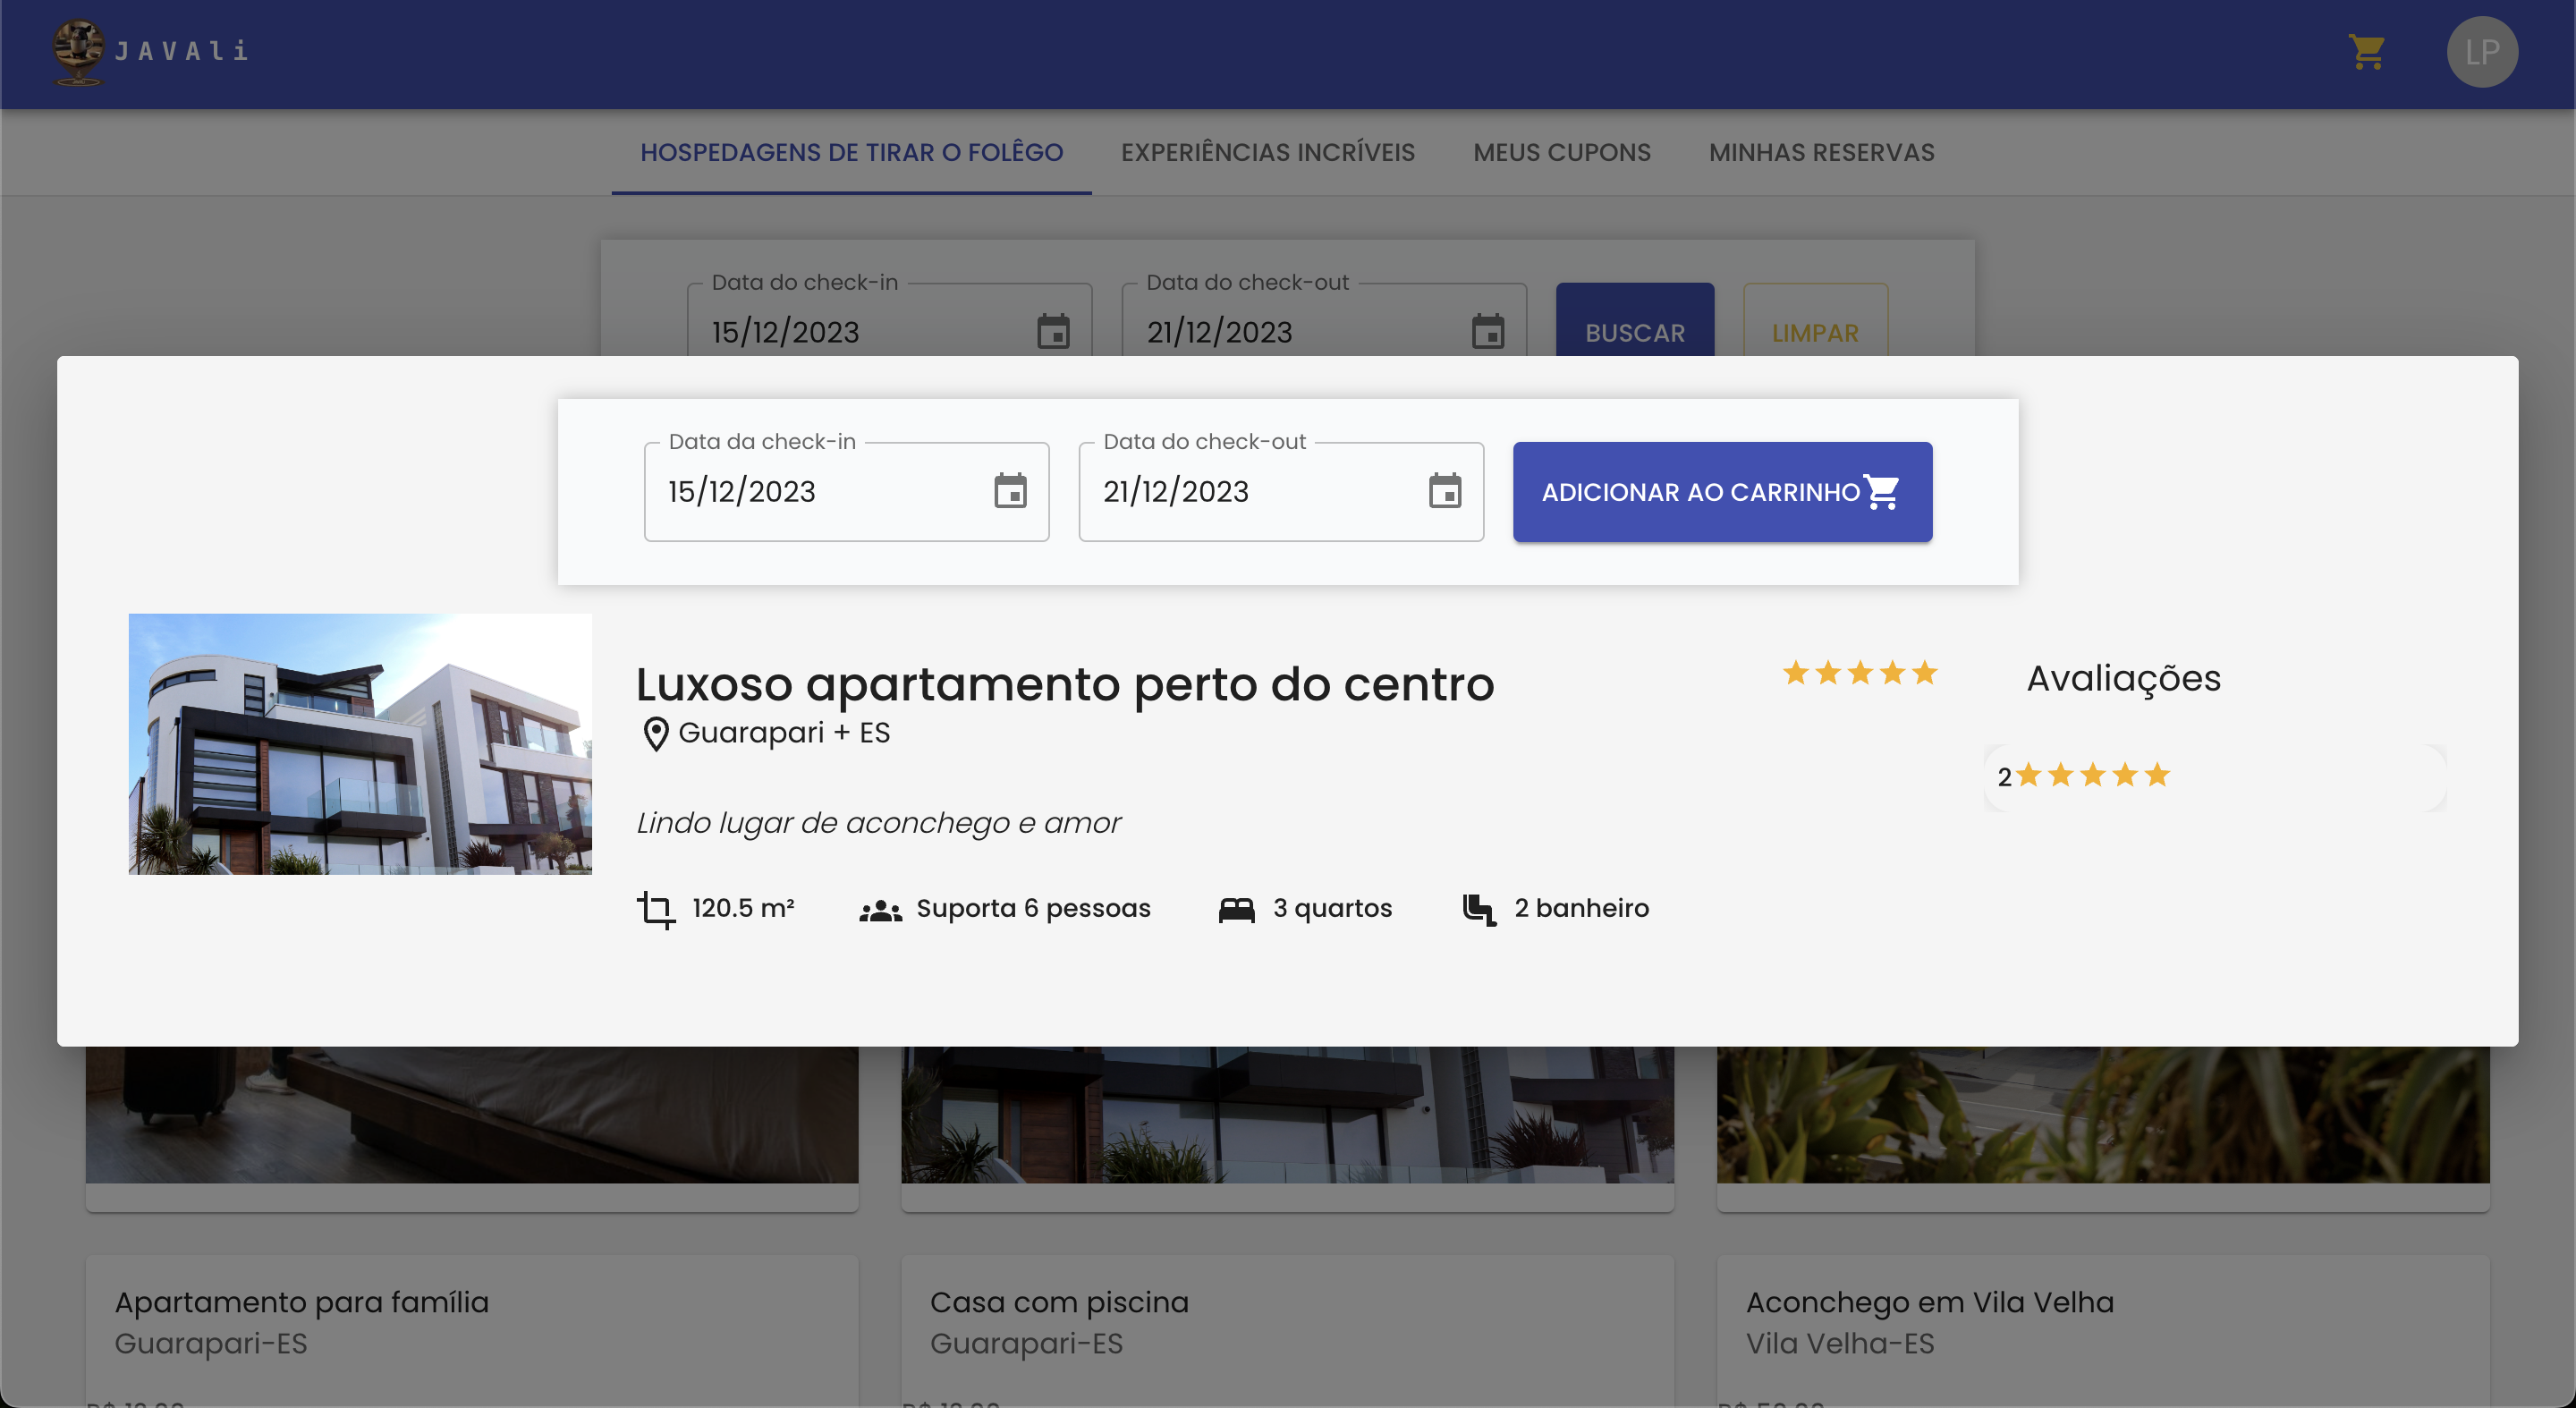 JAVAli
LP
HOSPEDAGENS DE TIRAR O FOLÊGO
EXPERIÊNCIAS INCRÍVEIS
MEUS CUPONS
MINHAS RESERVAS
Data do check-in
Data do check-out
15/12/2023
21/12/2023
BUSCAR
LIMPAR
Data da check-in
Data do check-out
15/12/2023
21/12/2023
ADICIONAR AO CARRINHO
Luxoso apartamento perto do centro
Avaliações
Guarapari + ES
2
Lindo lugar de aconchego e amor
120.5 m²
Suporta 6 pessoas
3 quartos
2 banheiro
Apartamento para família
Guarapari-ES
Casa com piscina
Guarapari-ES
Aconchego em Vila Velha
Vila Velha-ES